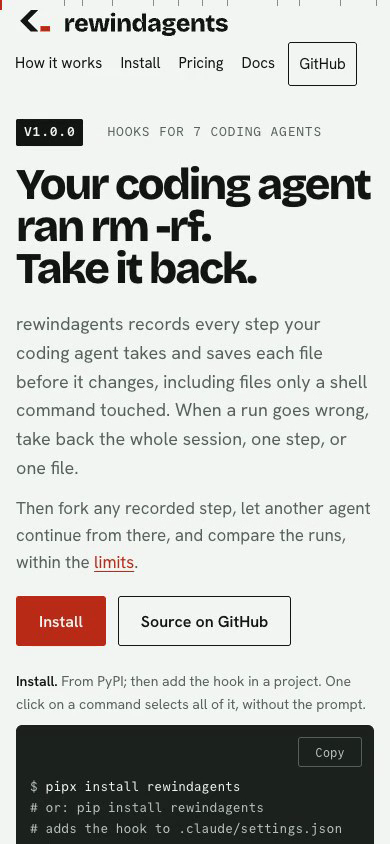 rewindagents
How it works Install Pricing Docs GitHub
V1.0.0 HOOKS FOR 7 CODING AGENTS
Your coding agent
ran rm -rf.
Take it back.
rewindagents records every step your
coding agent takes and saves each file
before it changes, including files only a shell
command touched. When a run goes wrong,
take back the whole session, one step, or
one file.
Then fork any recorded step, let another agent
continue from there, and compare the runs,
within the limits.
Install Source on GitHub
Install. From PyPI; then add the hook in a project. One
click on a command selects all of it, without the prompt.
Copy
$ pipx install rewindagents
# or: pip install rewindagents
# adds the hook to .claude/settings.json